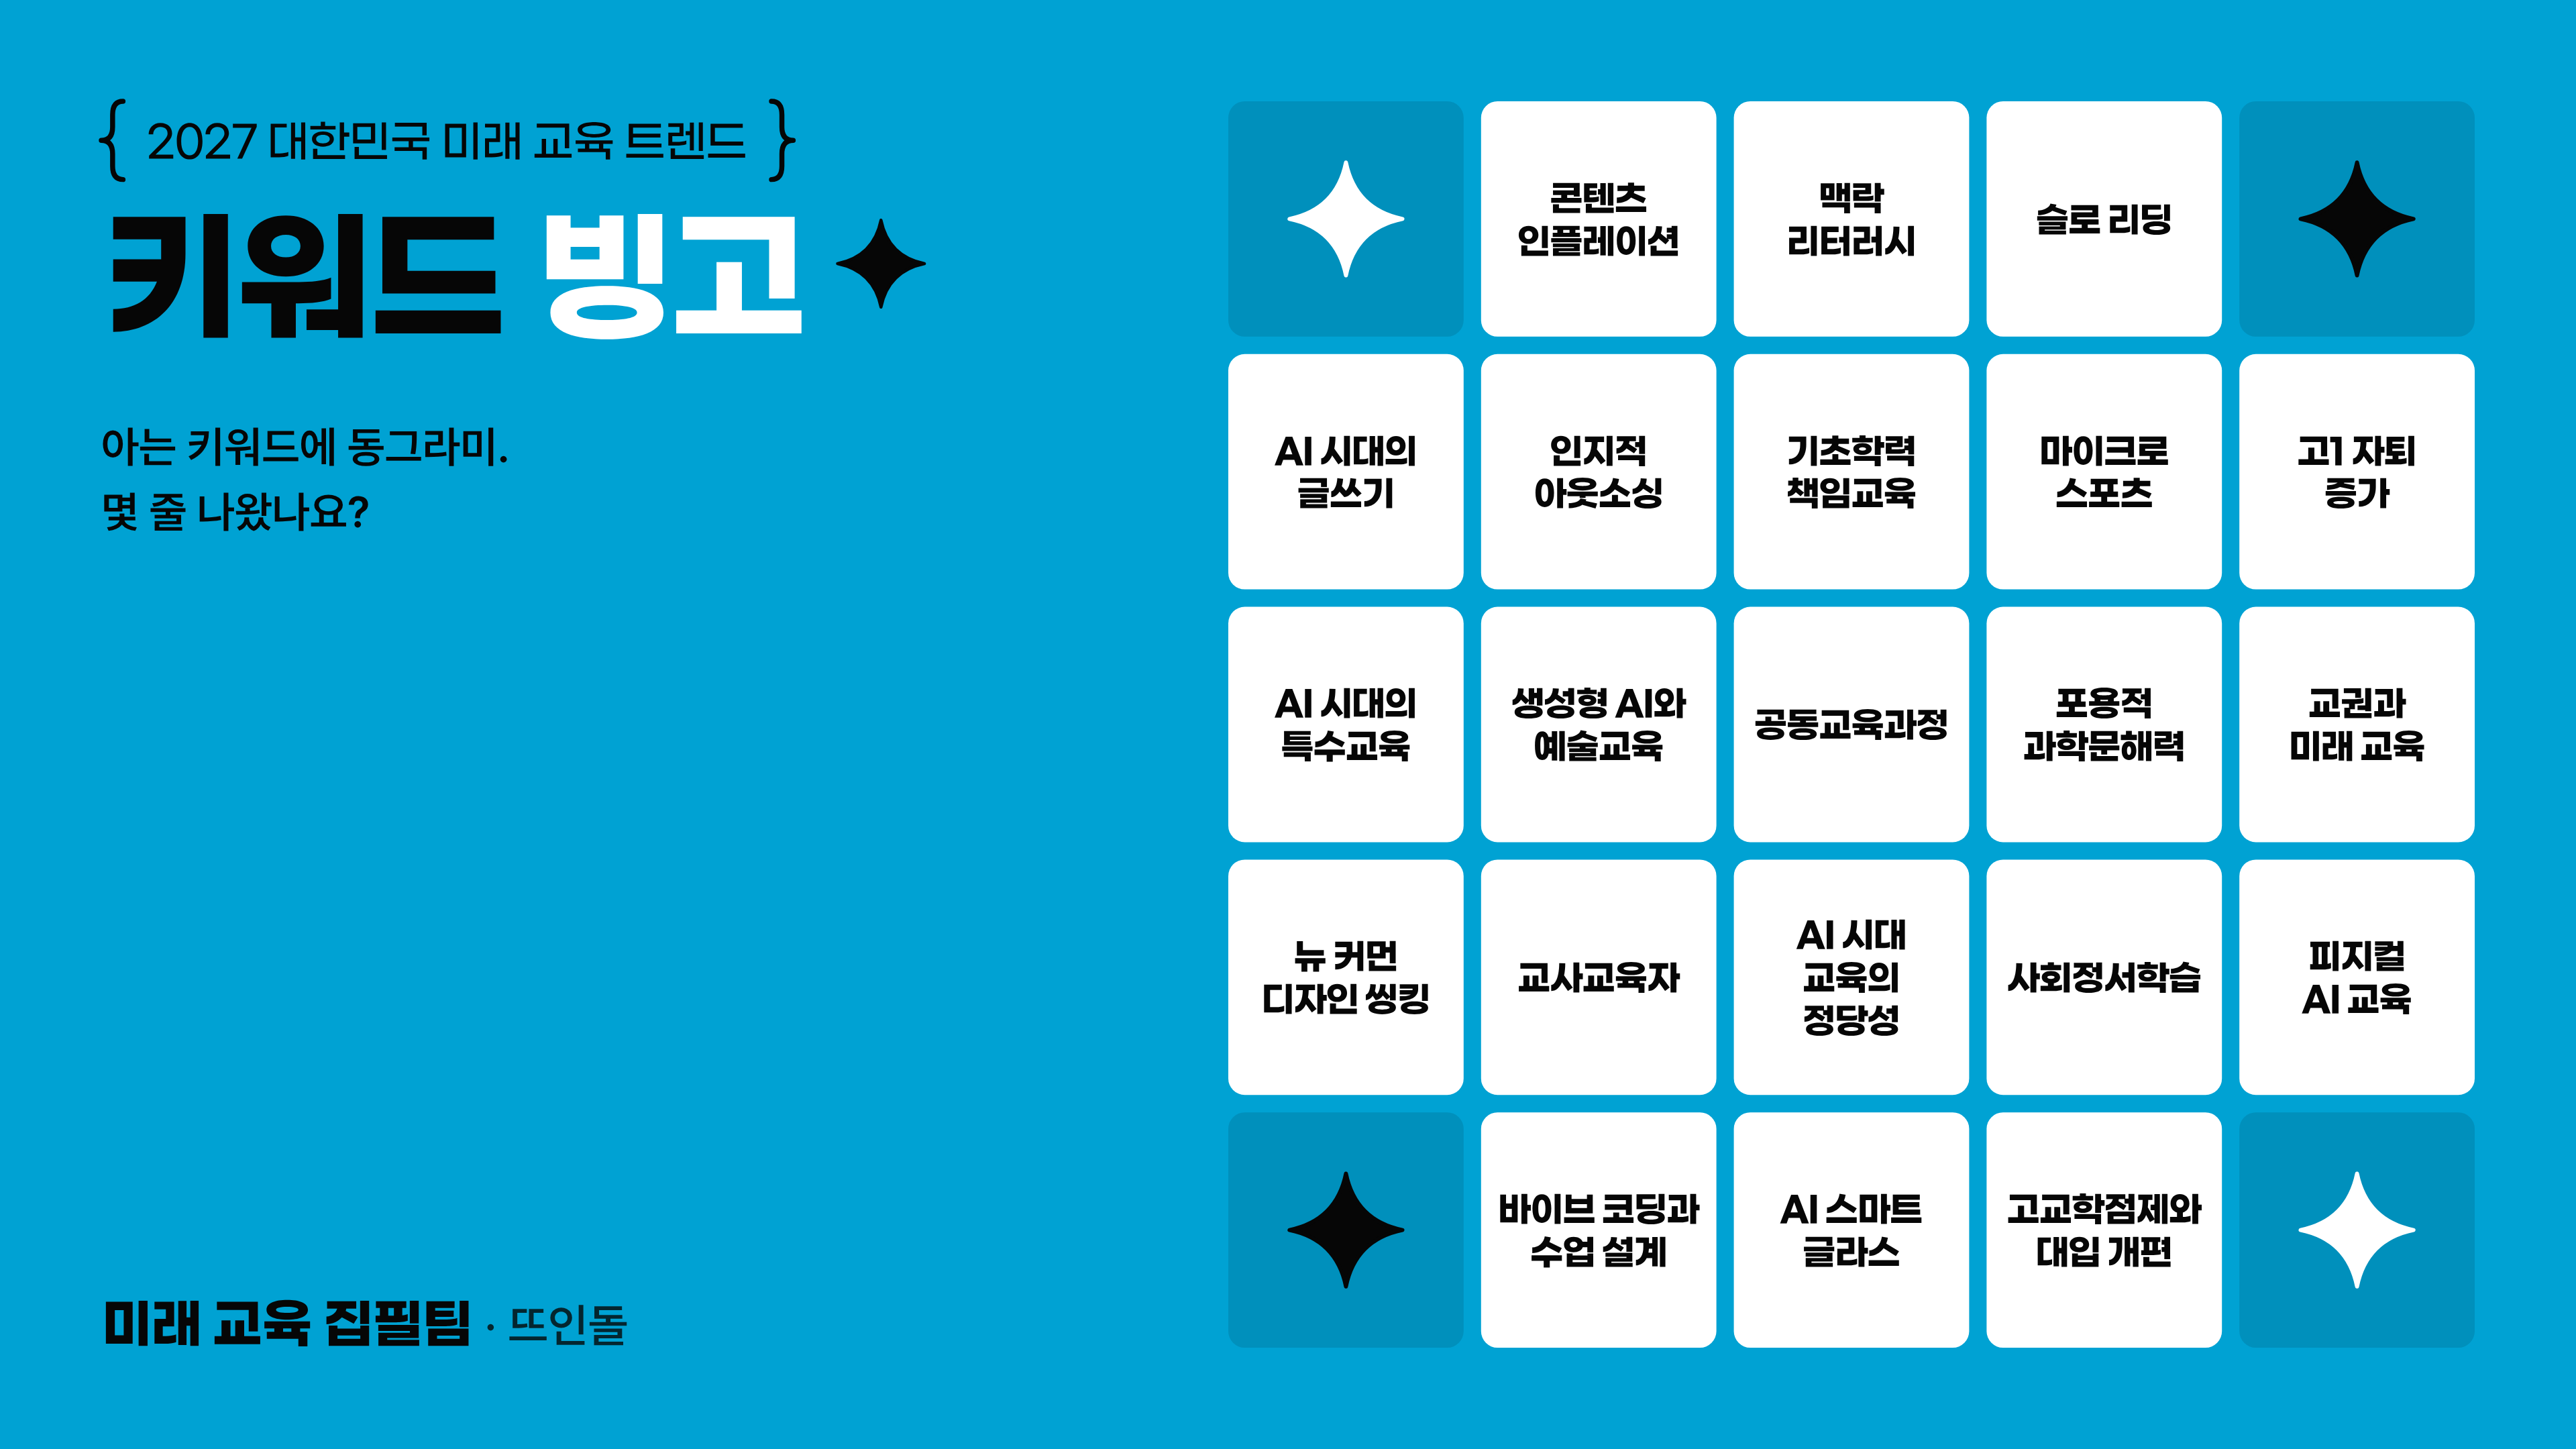 { 2027 대한민국 미래 교육 트렌드 }
키워드 빙고
아는 키워드에 동그라미.
몇 줄 나왔나요?
콘텐츠
인플레이션
맥락
리터러시
슬로 리딩
AI 시대의
글쓰기
인지적
아웃소싱
기초학력
책임교육
마이크로
스포츠
고1 자퇴
증가
AI 시대의
특수교육
생성형 AI와
예술교육
공동교육과정
포용적
과학문해력
교권과
미래 교육
뉴 커먼
디자인 씽킹
교사교육자
AI 시대
교육의
정당성
사회정서학습
피지컬
AI 교육
바이브 코딩과
수업 설계
AI 스마트
글라스
고교학점제와
대입 개편
미래 교육 집필팀 · 뜨인돌